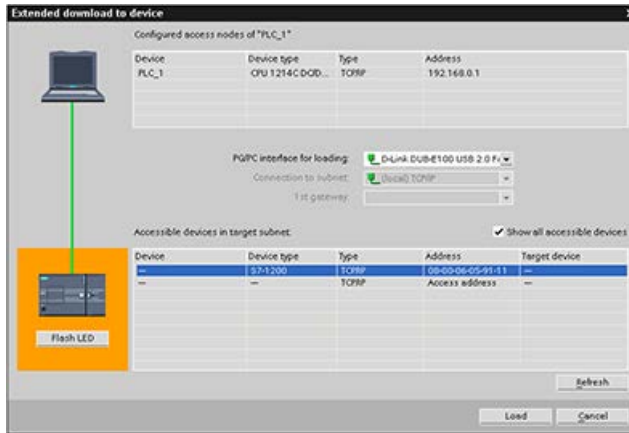 Extended download to device
Configured access nodes of "PLC_1"
Device Device type Type Address
PLC_1 CPU 1214C DC/D... TCP/IP 192.168.0.1
PG/PC interface for loading: D-Link DUB-E100 USB 2.0 Fa
Connection to subnet: (local) TCP/IP
1st gateway:
Accessible devices in target subnet: Show all accessible devices
Device Device type Type Address Target device
— S7-1200 TCP/IP 08-00-06-05-91-11 —
— — TCP/IP Access address —
Flash LED
Refresh
Load Cancel